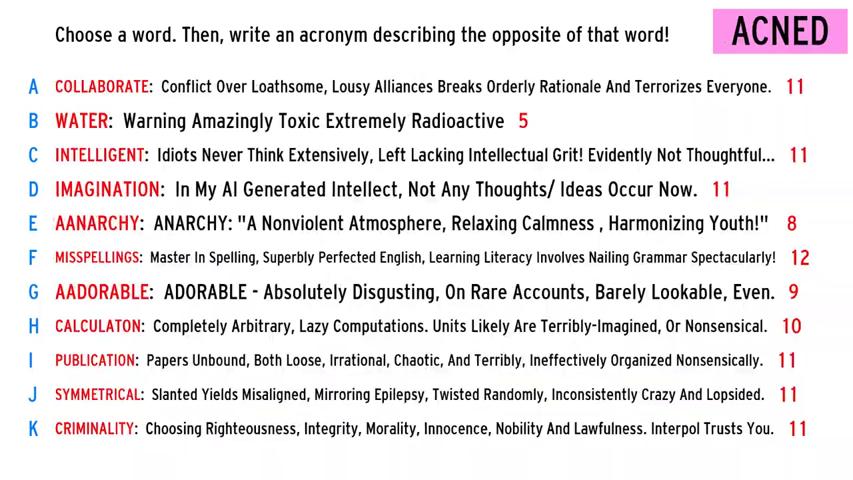 Choose a word. Then, write an acronym describing the opposite of that word!
ACNED
A COLLABORATE: Conflict Over Loathsome, Lousy Alliances Breaks Orderly Rationale And Terrorizes Everyone. 11
B WATER: Warning Amazingly Toxic Extremely Radioactive 5
C INTELLIGENT: Idiots Never Think Extensively, Left Lacking Intellectual Grit! Evidently Not Thoughtful... 11
D IMAGINATION: In My AI Generated Intellect, Not Any Thoughts/ Ideas Occur Now. 11
E AANARCHY: ANARCHY: "A Nonviolent Atmosphere, Relaxing Calmness , Harmonizing Youth!" 8
F MISSPELLINGS: Master In Spelling, Superbly Perfected English, Learning Literacy Involves Nailing Grammar Spectacularly! 12
G AADORABLE: ADORABLE - Absolutely Disgusting, On Rare Accounts, Barely Lookable, Even. 9
H CALCULATON: Completely Arbitrary, Lazy Computations. Units Likely Are Terribly-Imagined, Or Nonsensical. 10
I PUBLICATION: Papers Unbound, Both Loose, Irrational, Chaotic, And Terribly, Ineffectively Organized Nonsensically. 11
J SYMMETRICAL: Slanted Yields Misaligned, Mirroring Epilepsy, Twisted Randomly, Inconsistently Crazy And Lopsided. 11
K CRIMINALITY: Choosing Righteousness, Integrity, Morality, Innocence, Nobility And Lawfulness. Interpol Trusts You. 11